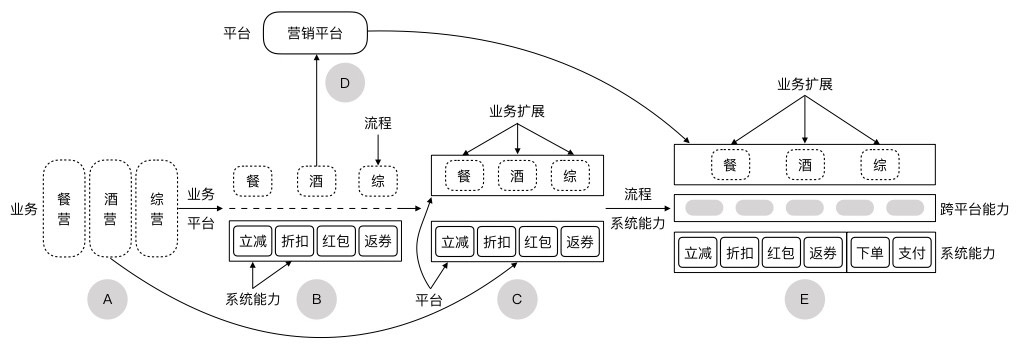 平台
营销平台
D
业务扩展
流程
业务扩展
餐
酒
综
餐
酒
综
餐
酒
综
业务
餐
营
酒
营
综
营
业务
平台
流程
系统能力
跨平台能力
立减
折扣
红包
返券
立减
折扣
红包
返券
立减
折扣
红包
返券
下单
支付
系统能力
系统能力
平台
A
B
C
E